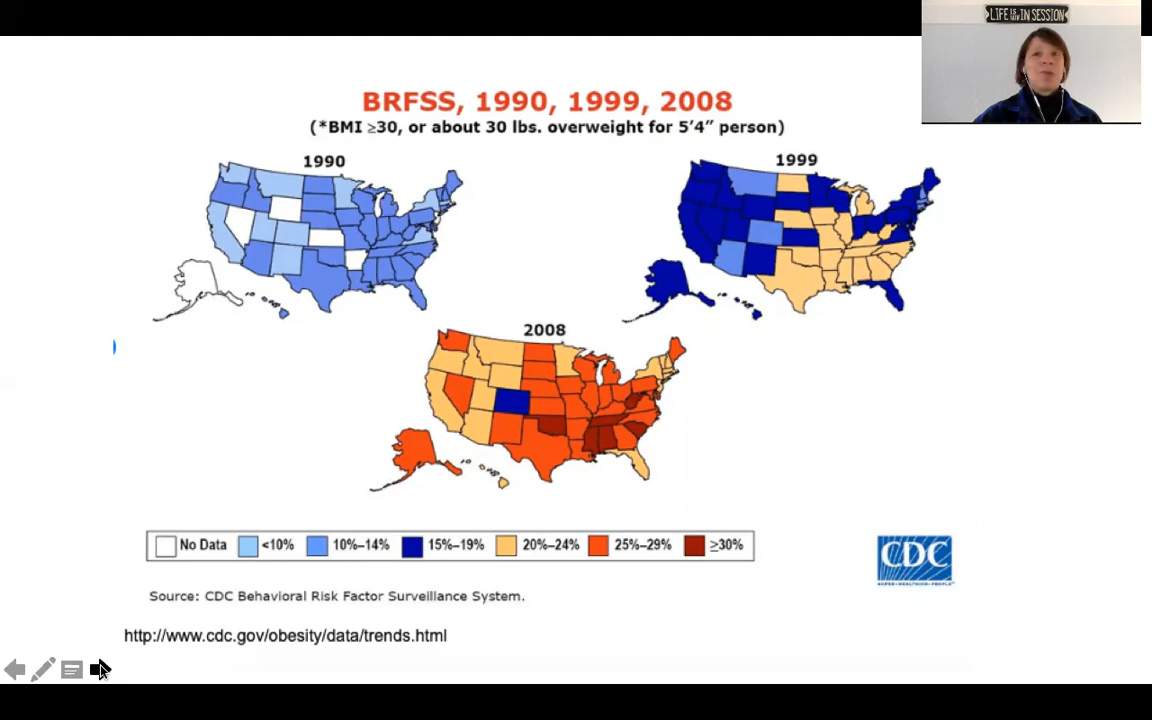 LIFE IS IN SESSION
BRFSS, 1990, 1999, 2008
(*BMI ≥30, or about 30 lbs. overweight for 5’4” person)
1990
1999
2008
No Data
<10%
10%–14%
15%–19%
20%–24%
25%–29%
≥30%
CDC
Source: CDC Behavioral Risk Factor Surveillance System.
http://www.cdc.gov/obesity/data/trends.html